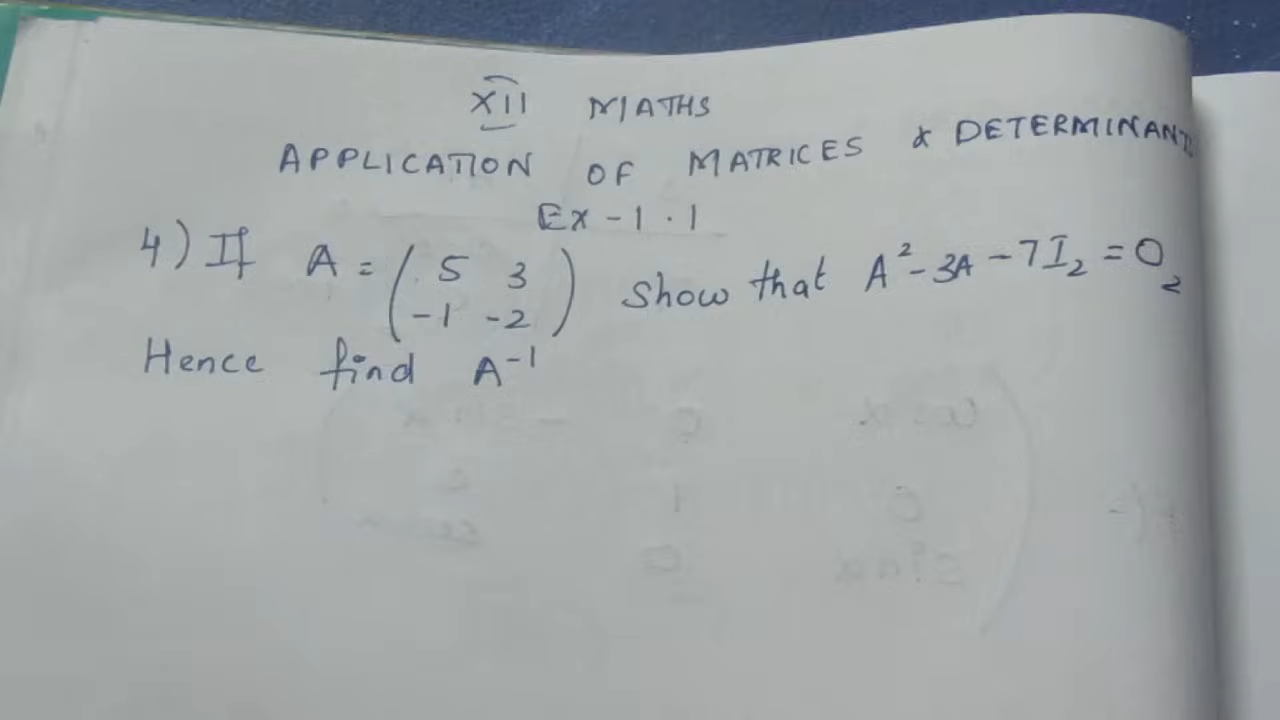 XII MATHS
APPLICATION OF MATRICES & DETERMINANTS
Ex - 1 . 1
4) If A = ( 5 3 ) Show that A² - 3A - 7I₂ = O₂
-1 -2
Hence find A⁻¹